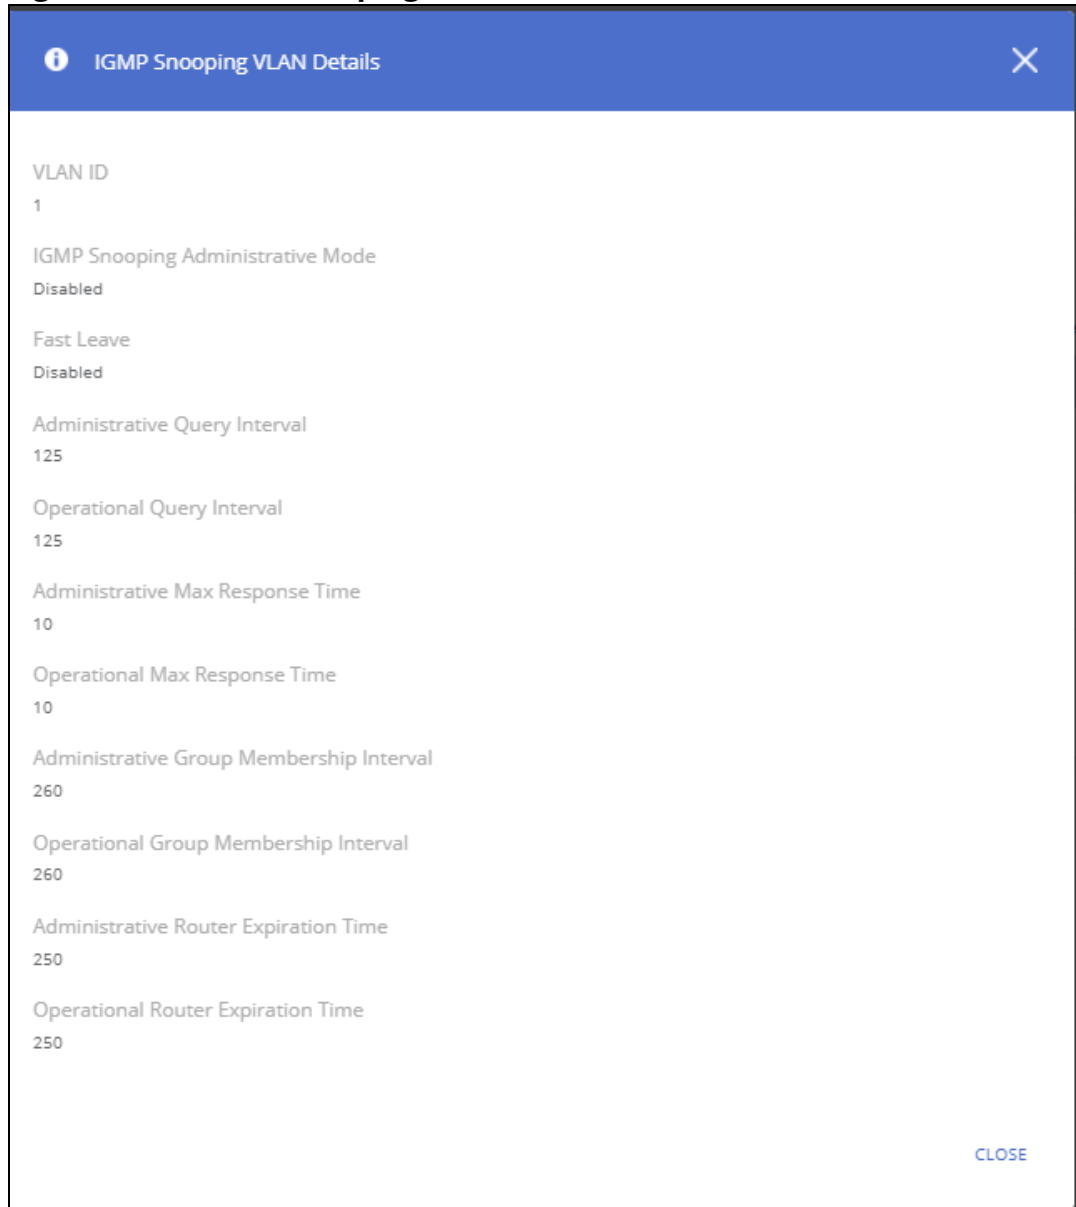 IGMP Snooping VLAN Details
VLAN ID
1
IGMP Snooping Administrative Mode
Disabled
Fast Leave
Disabled
Administrative Query Interval
125
Operational Query Interval
125
Administrative Max Response Time
10
Operational Max Response Time
10
Administrative Group Membership Interval
260
Operational Group Membership Interval
260
Administrative Router Expiration Time
250
Operational Router Expiration Time
250
CLOSE